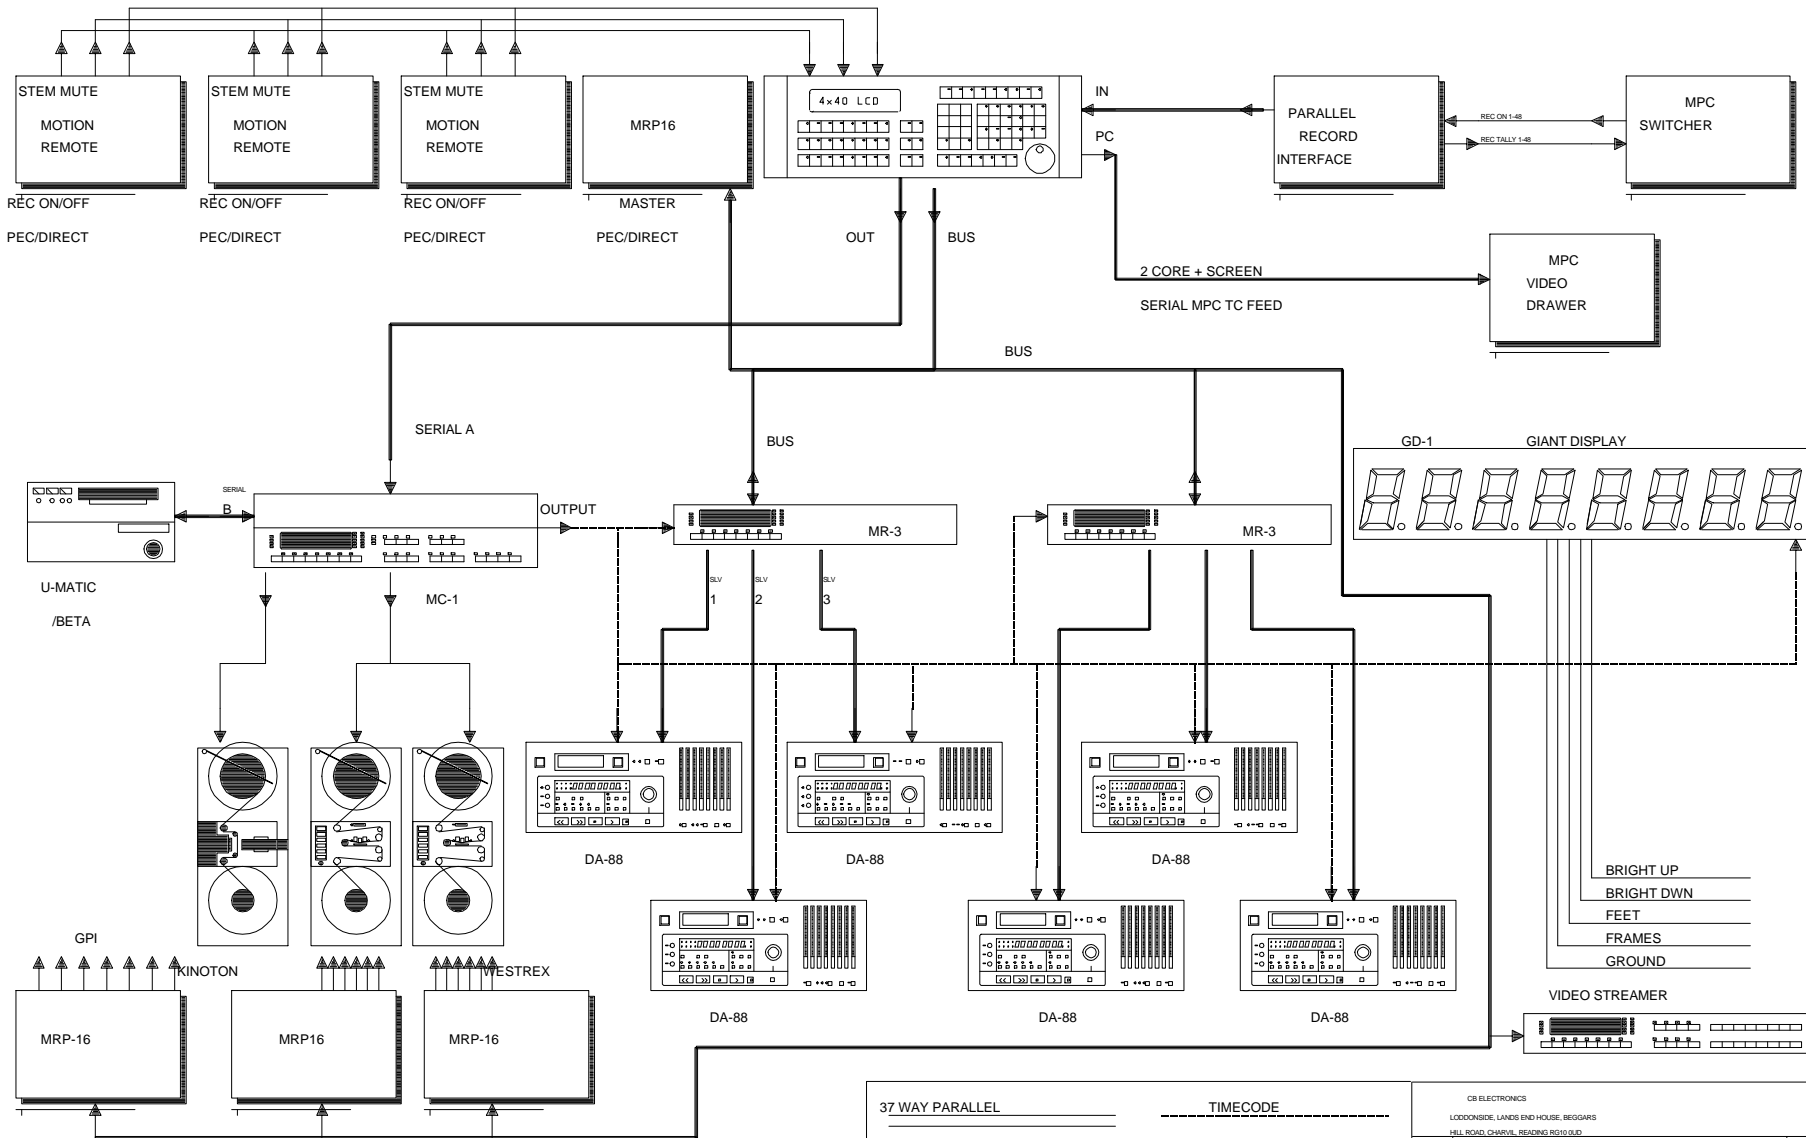 STEM MUTE
MOTION
REMOTE
REC ON/OFF
PEC/DIRECT
STEM MUTE
MOTION
REMOTE
REC ON/OFF
PEC/DIRECT
STEM MUTE
MOTION
REMOTE
REC ON/OFF
PEC/DIRECT
MRP16
MASTER
PEC/DIRECT
4×40 LCD
IN
PC
OUT
BUS
PARALLEL
RECORD
INTERFACE
REC ON 1-48
REC TALLY 1-48
MPC
SWITCHER
2 CORE + SCREEN
SERIAL MPC TC FEED
MPC
VIDEO
DRAWER
BUS
SERIAL A
BUS
GD-1
GIANT DISPLAY
SERIAL
B
OUTPUT
MR-3
MR-3
U-MATIC
/BETA
MC-1
SLV
1
SLV
2
SLV
3
DA-88
DA-88
DA-88
DA-88
DA-88
DA-88
BRIGHT UP
BRIGHT DWN
FEET
FRAMES
GROUND
GPI
KINOTON
WESTREX
VIDEO STREAMER
MRP-16
MRP16
MRP-16
37 WAY PARALLEL
TIMECODE
CB ELECTRONICS
LODDONSIDE, LANDS END HOUSE, BEGGARS
HILL ROAD, CHARVIL, READING RG10 0UD